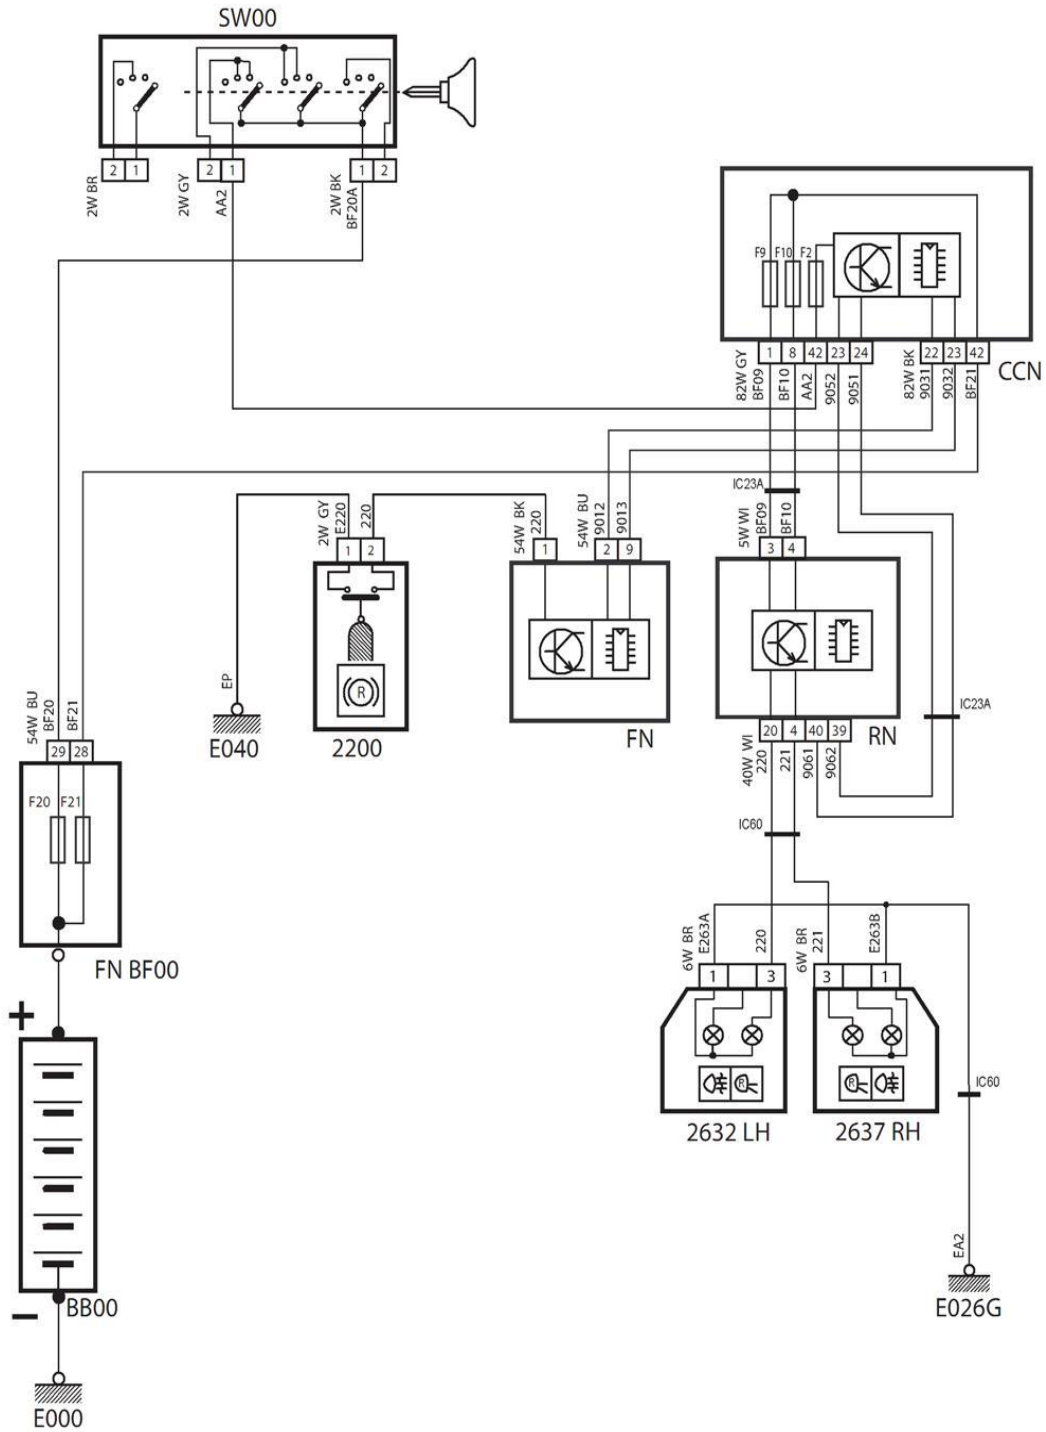 SW00
2 1
2 1
1 2
2W BR
2W GY
AA2
2W BK
BF20A
F9 F10 F2
1 8 42 23 24
22 23 42
CCN
82W GY
BF09
BF10
AA2
9052
9051
82W BK
9031
9032
BF21
IC23A
2W GY
E220
220
54W BK
220
54W BU
9012
9013
5W WI
BF09
BF10
1 2
1
2 9
3 4
R
EP
E040
2200
FN
IC23A
54W BU
BF20
BF21
29 28
20 4 40 39
RN
40W WI
220
221
9061
9062
F20 F21
IC60
FN BF00
6W BR
E263A
220
6W BR
221
E263B
1 3
3 1
+
R
R
IC60
2632 LH
2637 RH
EA2
E026G
BB00
−
E000